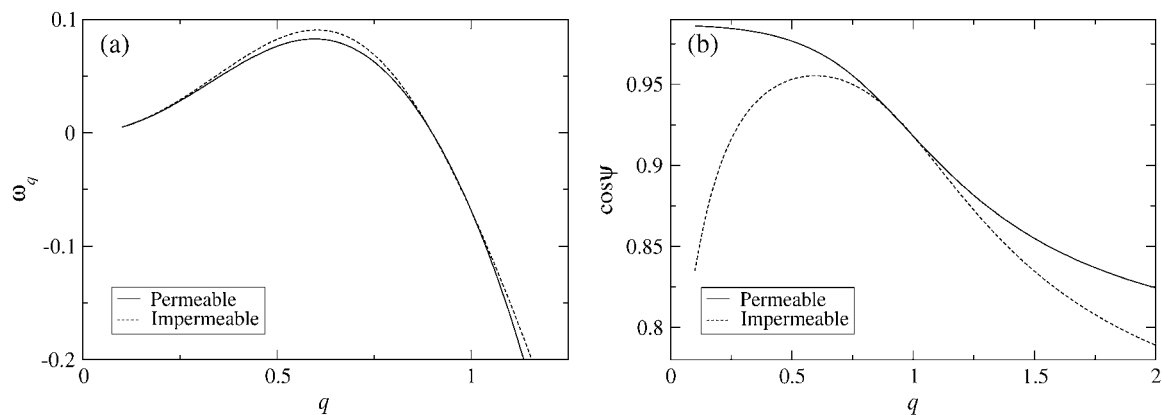 (a)
0.1
0
-0.1
-0.2
ω_q
Permeable
Impermeable
0
0.5
1
q
(b)
0.95
0.9
0.85
0.8
cosψ
Permeable
Impermeable
0
0.5
1
1.5
2
q